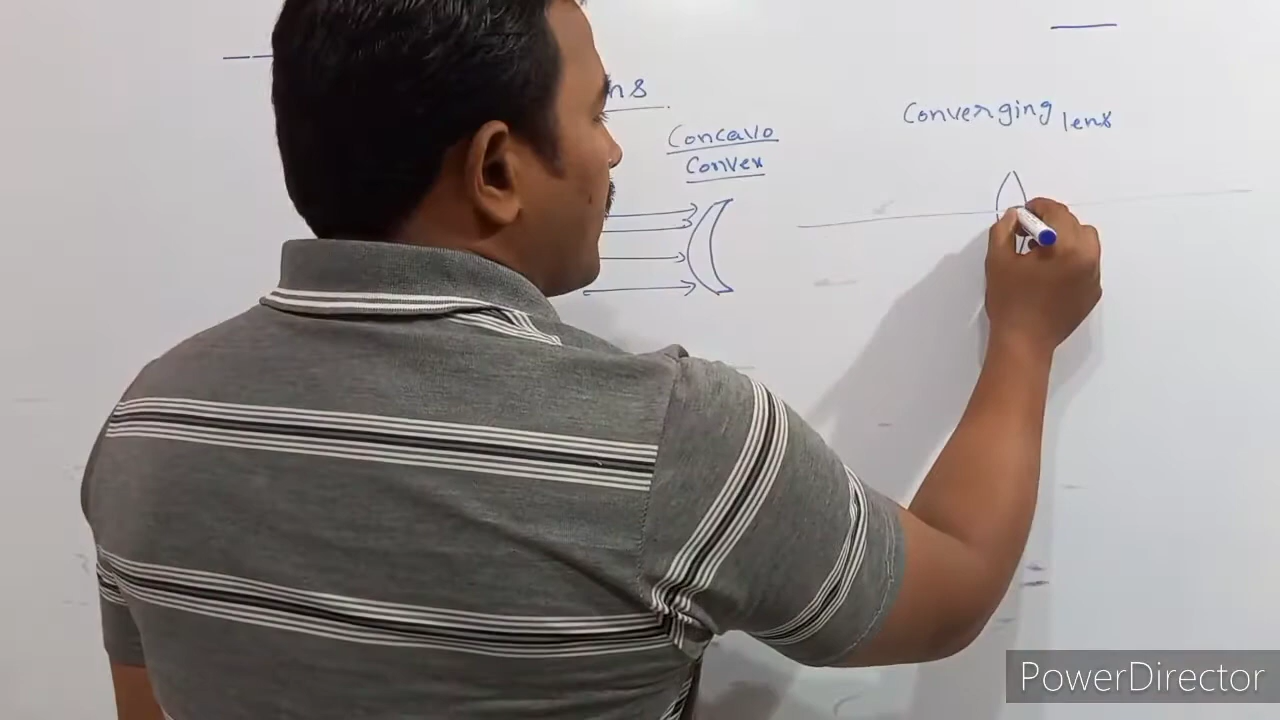 ns
Concavo
Convex
Converging lens
PowerDirector